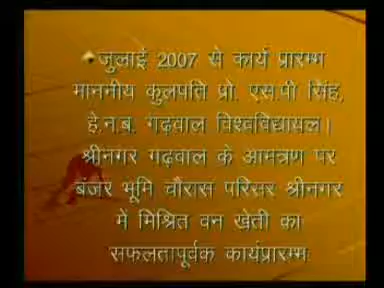 जुलाई 2007 से कार्य प्रारम्भ
माननीय कुलपति प्रो. एस.पी सिंह,
हे.न.ब. गढ़वाल विश्वविद्यालय।
श्रीनगर गढ़वाल के आमंत्रण पर
बंजर भूमि चौरास परिसर श्रीनगर
में मिश्रित वन खेती का
सफलतापूर्वक कार्यप्रारम्भ